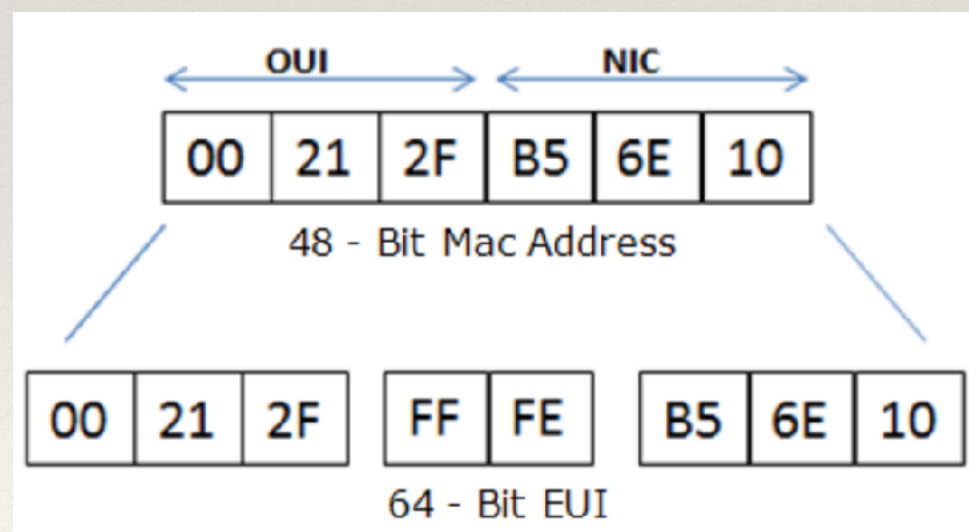 OUI NIC
00 21 2F B5 6E 10
48 - Bit Mac Address
00 21 2F FF FE B5 6E 10
64 - Bit EUI